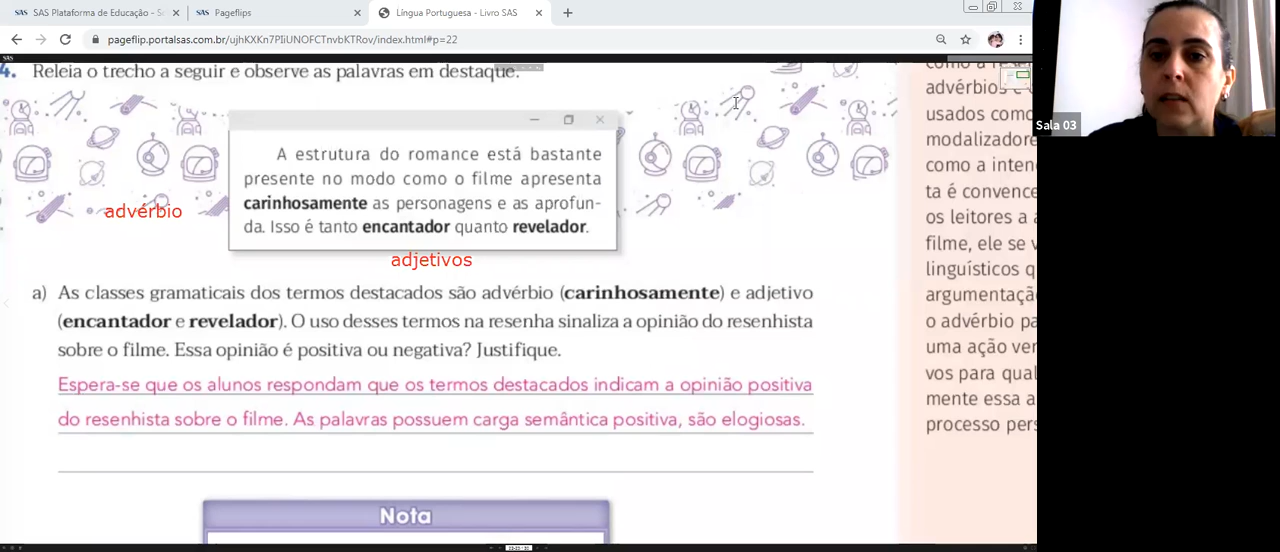 SAS Plataforma de Educação - S
Pageflips
Língua Portuguesa - Livro SAS
pageflip.portalsas.com.br/ujhKXKn7PIiUNOFCTnvbKTRov/index.html#p=22
SAS
4. Releia o trecho a seguir e observe as palavras em destaque.
A estrutura do romance está bastante
presente no modo como o filme apresenta
carinhosamente as personagens e as aprofun-
da. Isso é tanto encantador quanto revelador.
advérbio
adjetivos
a) As classes gramaticais dos termos destacados são advérbio (carinhosamente) e adjetivo
(encantador e revelador). O uso desses termos na resenha sinaliza a opinião do resenhista
sobre o filme. Essa opinião é positiva ou negativa? Justifique.
Espera-se que os alunos respondam que os termos destacados indicam a opinião positiva
do resenhista sobre o filme. As palavras possuem carga semântica positiva, são elogiosas.
Nota
como a
advérbios e
usados como
modalizadore
como a inten
ta é convence
os leitores a a
filme, ele se v
linguísticos q
argumentaçã
o advérbio pa
uma ação ver
vos para qual
mente essa a
processo pers
Sala 03